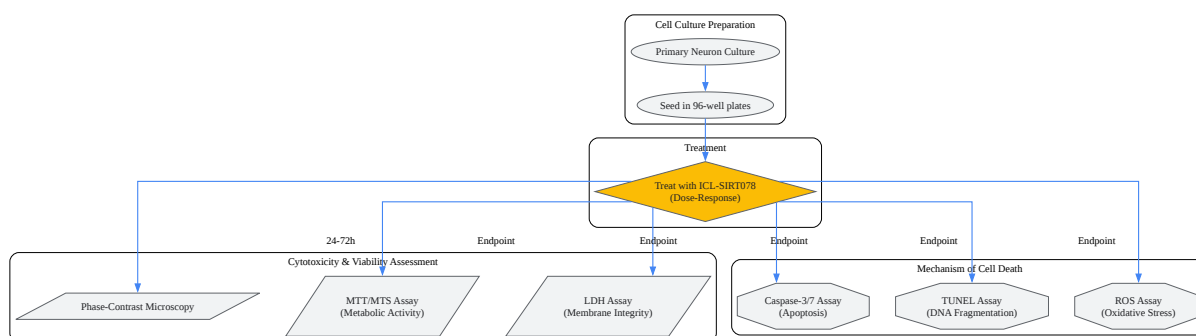 Cell Culture Preparation
Primary Neuron Culture
Seed in 96-well plates
Treatment
Treat with ICL-SIRT078
(Dose-Response)
24-72h
Endpoint
Endpoint
Endpoint
Endpoint
Endpoint
Cytotoxicity & Viability Assessment
Phase-Contrast Microscopy
MTT/MTS Assay
(Metabolic Activity)
LDH Assay
(Membrane Integrity)
Mechanism of Cell Death
Caspase-3/7 Assay
(Apoptosis)
TUNEL Assay
(DNA Fragmentation)
ROS Assay
(Oxidative Stress)